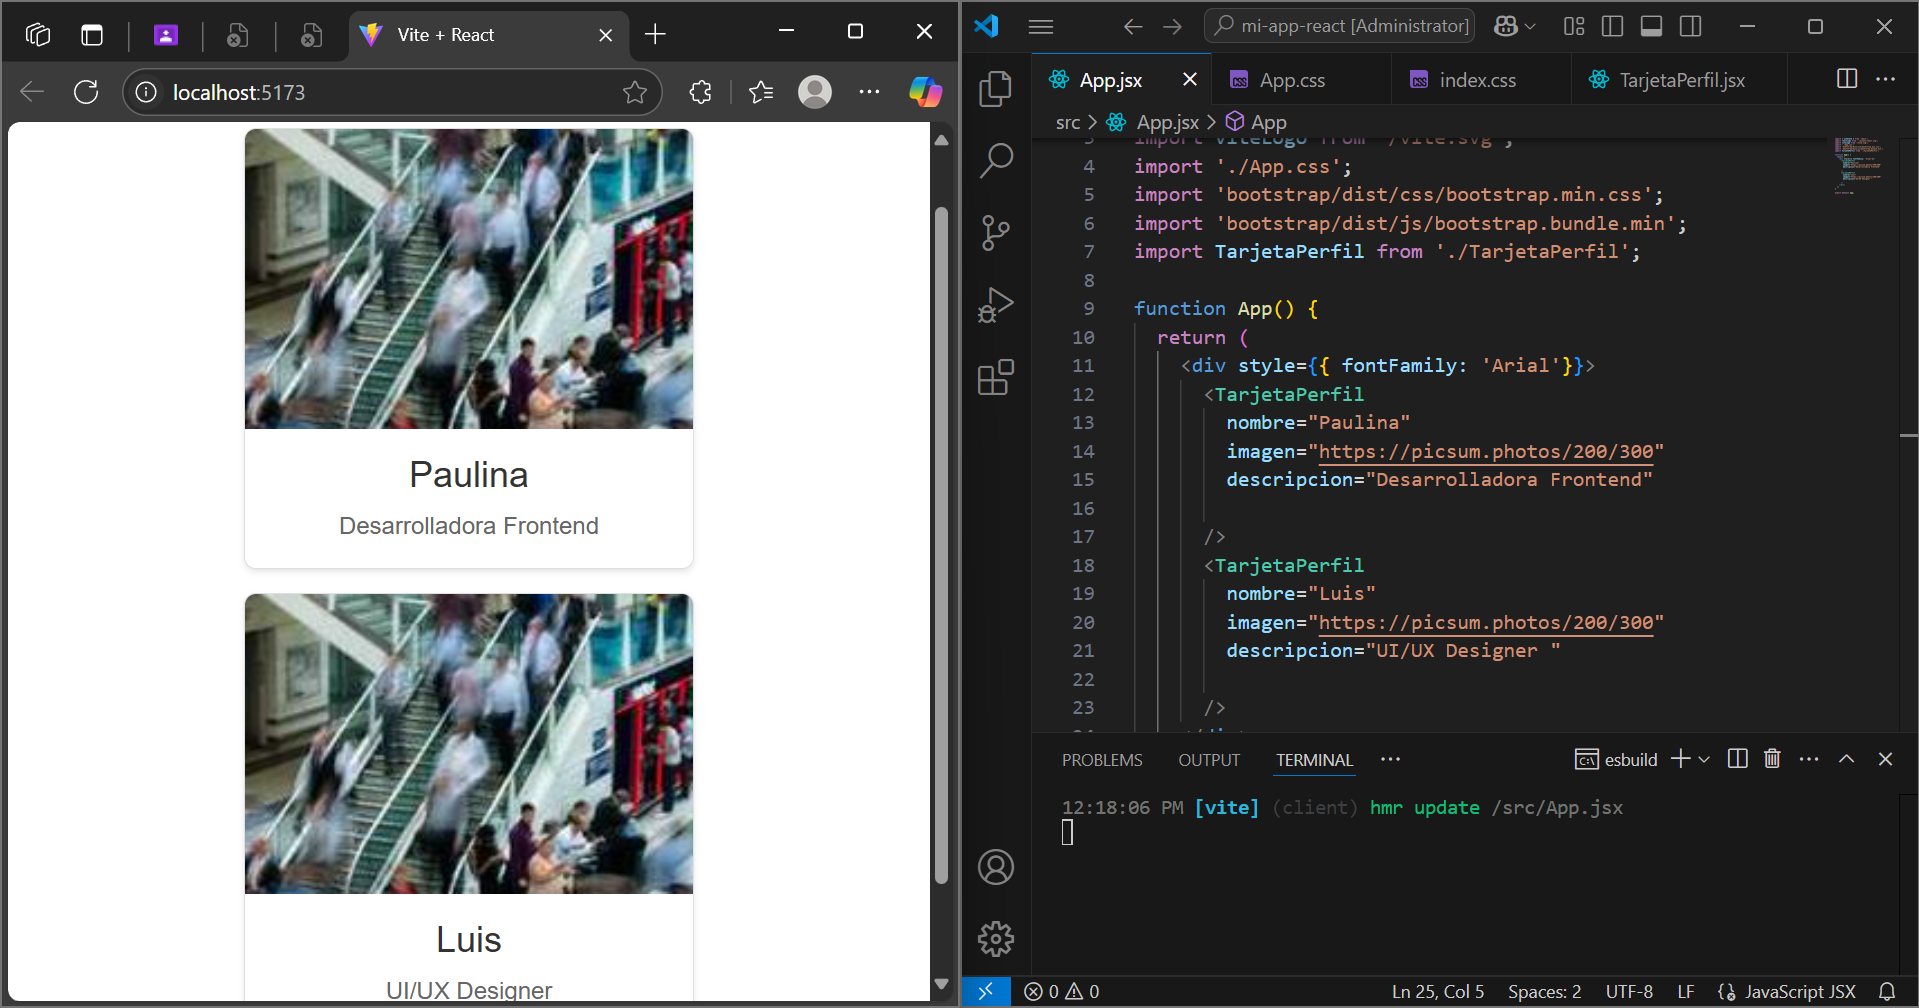 Vite + React
localhost:5173
Paulina
Desarrolladora Frontend
Luis
UI/UX Designer
mi-app-react [Administrator]
App.jsx
App.css
index.css
TarjetaPerfil.jsx
src > App.jsx > App
3 import viteLogo from '/vite.svg';
4 import './App.css';
5 import 'bootstrap/dist/css/bootstrap.min.css';
6 import 'bootstrap/dist/js/bootstrap.bundle.min';
7 import TarjetaPerfil from './TarjetaPerfil';
8
9 function App() {
10 return (
11 <div style={{ fontFamily: 'Arial'}}>
12 <TarjetaPerfil
13 nombre="Paulina"
14 imagen="https://picsum.photos/200/300"
15 descripcion="Desarrolladora Frontend"
16
17 />
18 <TarjetaPerfil
19 nombre="Luis"
20 imagen="https://picsum.photos/200/300"
21 descripcion="UI/UX Designer "
22
23 />
PROBLEMS OUTPUT TERMINAL ··· esbuild
12:18:06 PM [vite] (client) hmr update /src/App.jsx
0 0 Ln 25, Col 5 Spaces: 2 UTF-8 LF JavaScript JSX